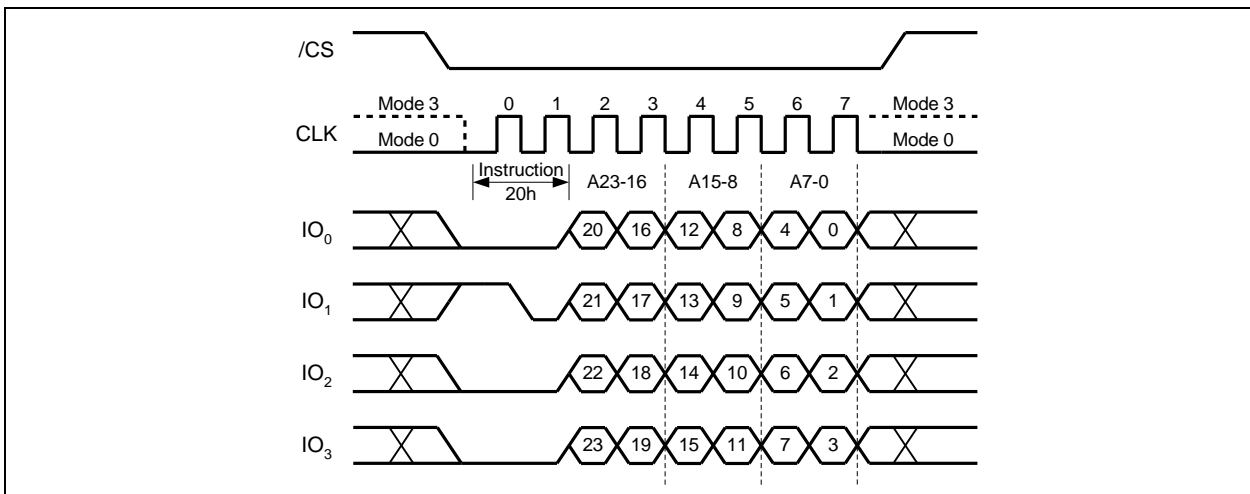 /CS
Mode 3 0 1 2 3 4 5 6 7 Mode 3
CLK
Mode 0 Mode 0
Instruction
20h
A23-16 A15-8 A7-0
IO0 20 16 12 8 4 0
IO1 21 17 13 9 5 1
IO2 22 18 14 10 6 2
IO3 23 19 15 11 7 3